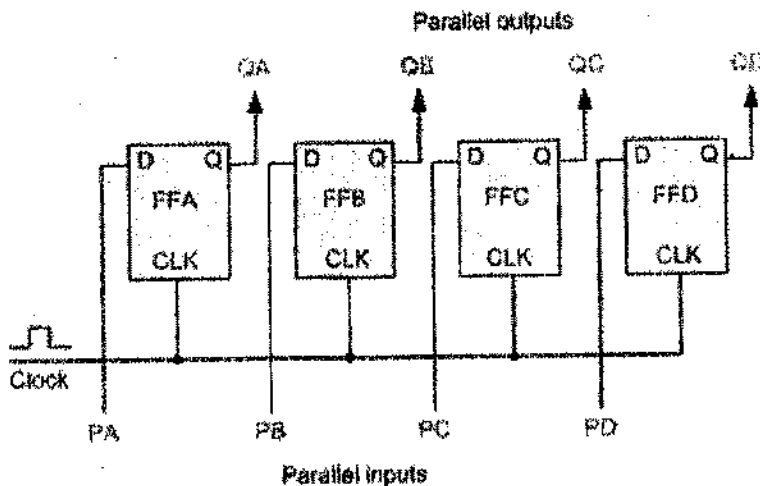 Parallel outputs
QA QB QC QD
D Q D Q D Q D Q
FFA FFB FFC FFD
CLK CLK CLK CLK
Clock
PA PB PC PD
Parallel inputs